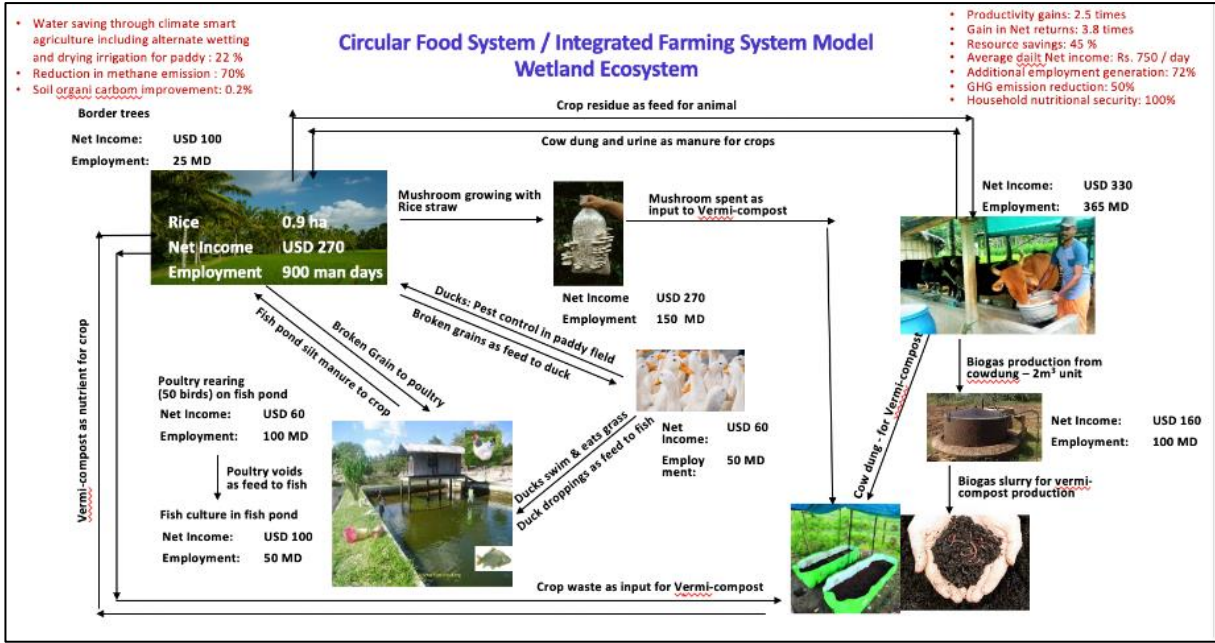 • Water saving through climate smart
agriculture including alternate wetting
and drying irrigation for paddy : 22 %
• Reduction in methane emission : 70%
• Soil organi carbom improvement: 0.2%
Circular Food System / Integrated Farming System Model
Wetland Ecosystem
• Productivity gains: 2.5 times
• Gain in Net returns: 3.8 times
• Resource savings: 45 %
• Average dailt Net income: Rs. 750 / day
• Additional employment generation: 72%
• GHG emission reduction: 50%
• Household nutritional security: 100%
Border trees
Net Income: USD 100
Employment: 25 MD
Crop residue as feed for animal
Cow dung and urine as manure for crops
Rice 0.9 ha
Net Income USD 270
Employment 900 man days
Mushroom growing with
Rice straw
Mushroom spent as
input to Vermi-compost
Net Income: USD 330
Employment: 365 MD
Net Income USD 270
Employment 150 MD
Ducks: Pest control in paddy field
Broken grains as feed to duck
Broken Grain to poultry
Fish pond silt manure to crop
Vermi-compost as nutrient for crop
Poultry rearing
(50 birds) on fish pond
Net Income: USD 60
Employment: 100 MD
Poultry voids
as feed to fish
Fish culture in fish pond
Net Income: USD 100
Employment: 50 MD
Net
Income: USD 60
Employ 50 MD
ment:
Ducks swim & eats grass
Duck droppings as feed to fish
Cow dung - for Vermi-compost
Biogas production from
cowdung – 2m³ unit
Net Income: USD 160
Employment: 100 MD
Biogas slurry for vermi-
compost production
Crop waste as input for Vermi-compost